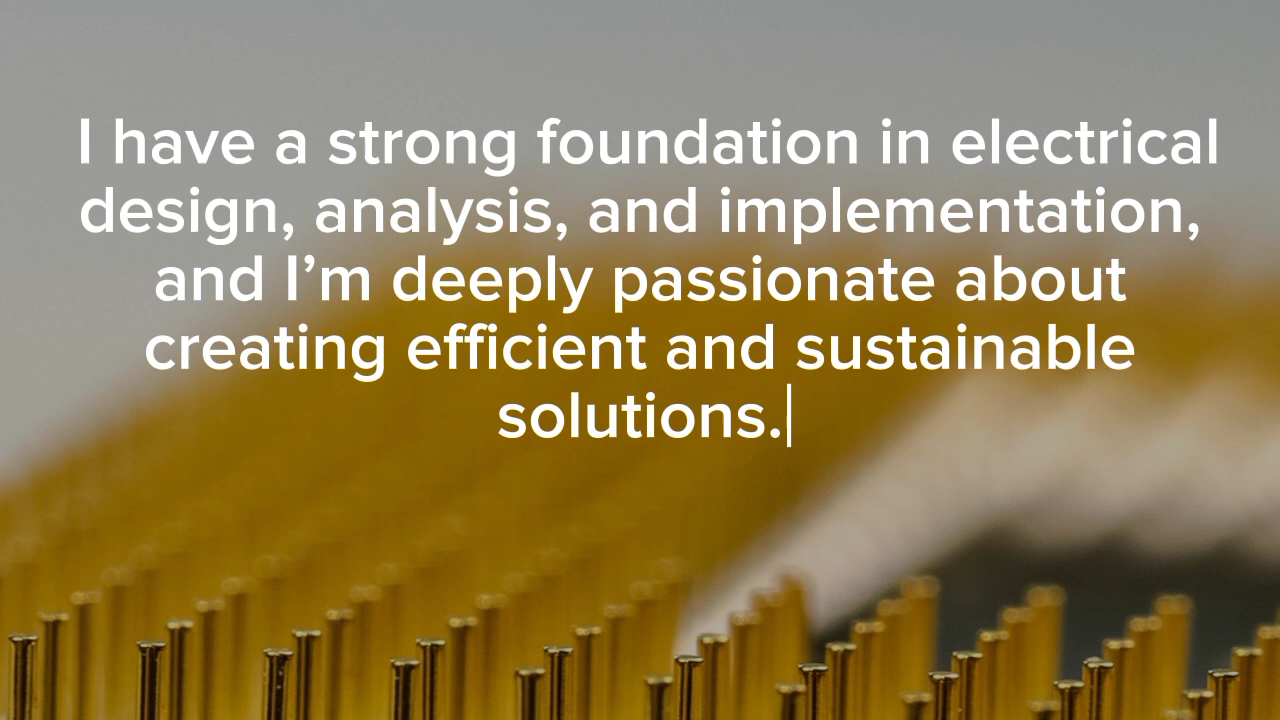 I have a strong foundation in electrical
design, analysis, and implementation,
and I’m deeply passionate about
creating efficient and sustainable
solutions.